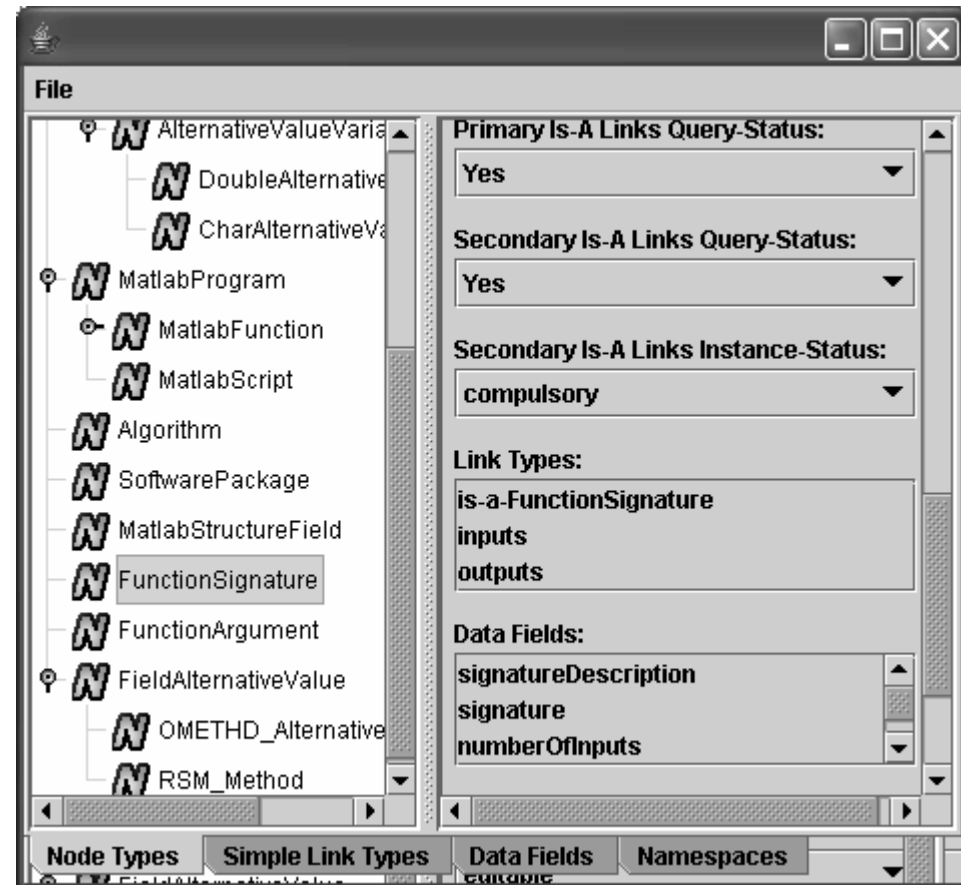 File
AlternativeValueVaria
DoubleAlternative
CharAlternativeVa
MatlabProgram
MatlabFunction
MatlabScript
Algorithm
SoftwarePackage
MatlabStructureField
FunctionSignature
FunctionArgument
FieldAlternativeValue
OMETHD_Alternative
RSM_Method
Primary Is-A Links Query-Status:
Yes
Secondary Is-A Links Query-Status:
Yes
Secondary Is-A Links Instance-Status:
compulsory
Link Types:
is-a-FunctionSignature
inputs
outputs
Data Fields:
signatureDescription
signature
numberOfInputs
Node Types Simple Link Types Data Fields Namespaces
FieldAlternativeValue
editable